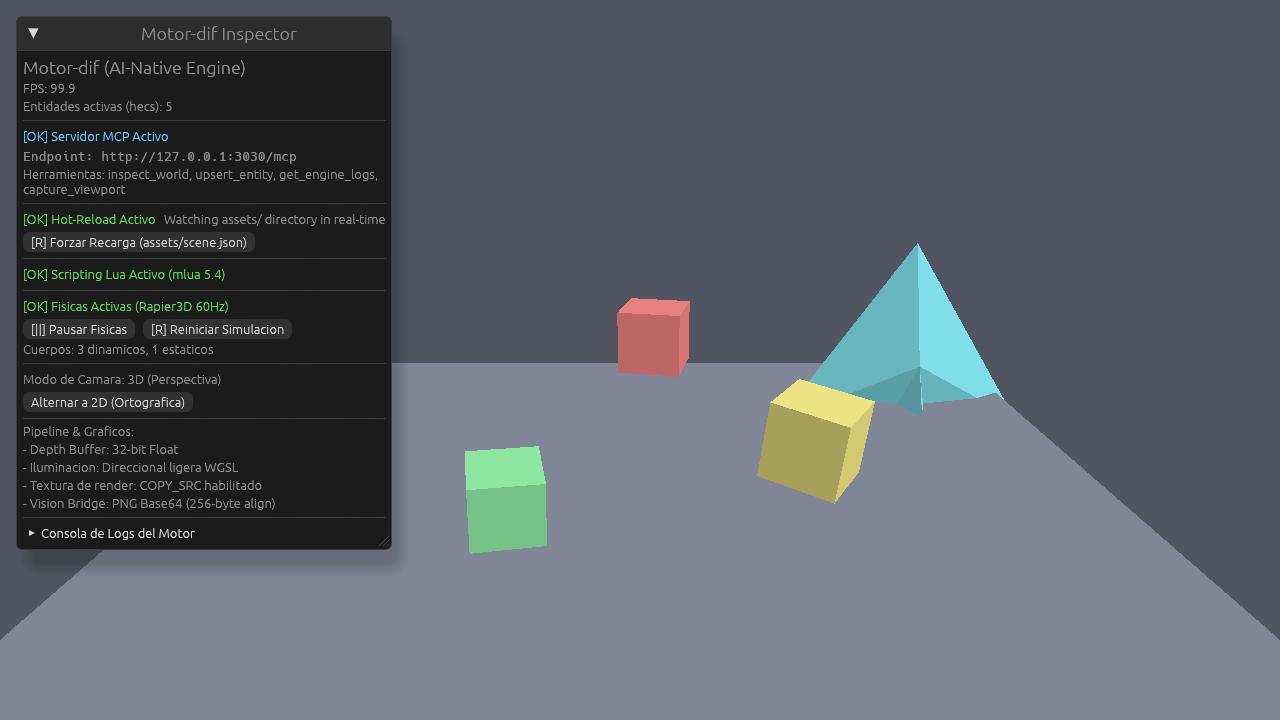 ▼ Motor-dif Inspector
Motor-dif (AI-Native Engine)
FPS: 99.9
Entidades activas (hecs): 5
[OK] Servidor MCP Activo
Endpoint: http://127.0.0.1:3030/mcp
Herramientas: inspect_world, upsert_entity, get_engine_logs,
capture_viewport
[OK] Hot-Reload Activo Watching assets/ directory in real-time
[R] Forzar Recarga (assets/scene.json)
[OK] Scripting Lua Activo (mlua 5.4)
[OK] Fisicas Activas (Rapier3D 60Hz)
[||] Pausar Fisicas [R] Reiniciar Simulacion
Cuerpos: 3 dinamicos, 1 estaticos
Modo de Camara: 3D (Perspectiva)
Alternar a 2D (Ortografica)
Pipeline & Graficos:
- Depth Buffer: 32-bit Float
- Iluminacion: Direccional ligera WGSL
- Textura de render: COPY_SRC habilitado
- Vision Bridge: PNG Base64 (256-byte align)
▸ Consola de Logs del Motor